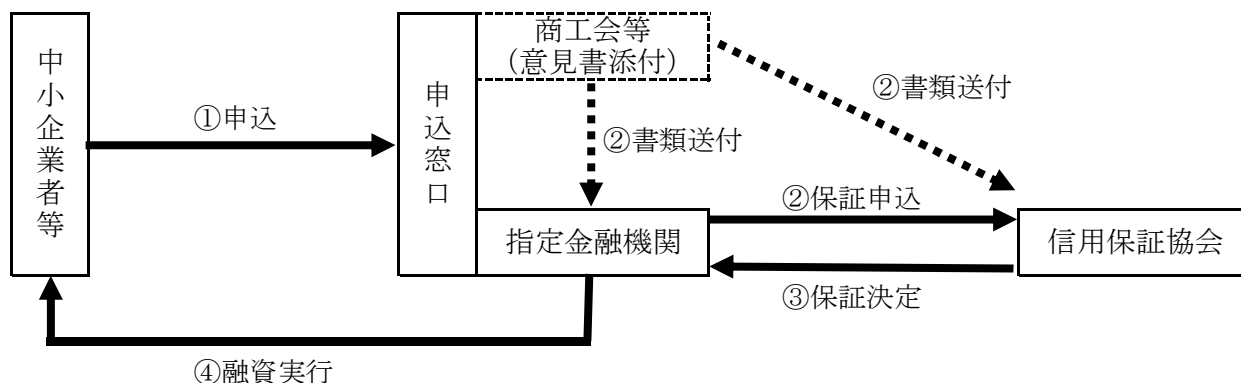 中小企業者等
①申込
申込窓口
商工会等
（意見書添付）
②書類送付
②書類送付
指定金融機関
②保証申込
③保証決定
信用保証協会
④融資実行